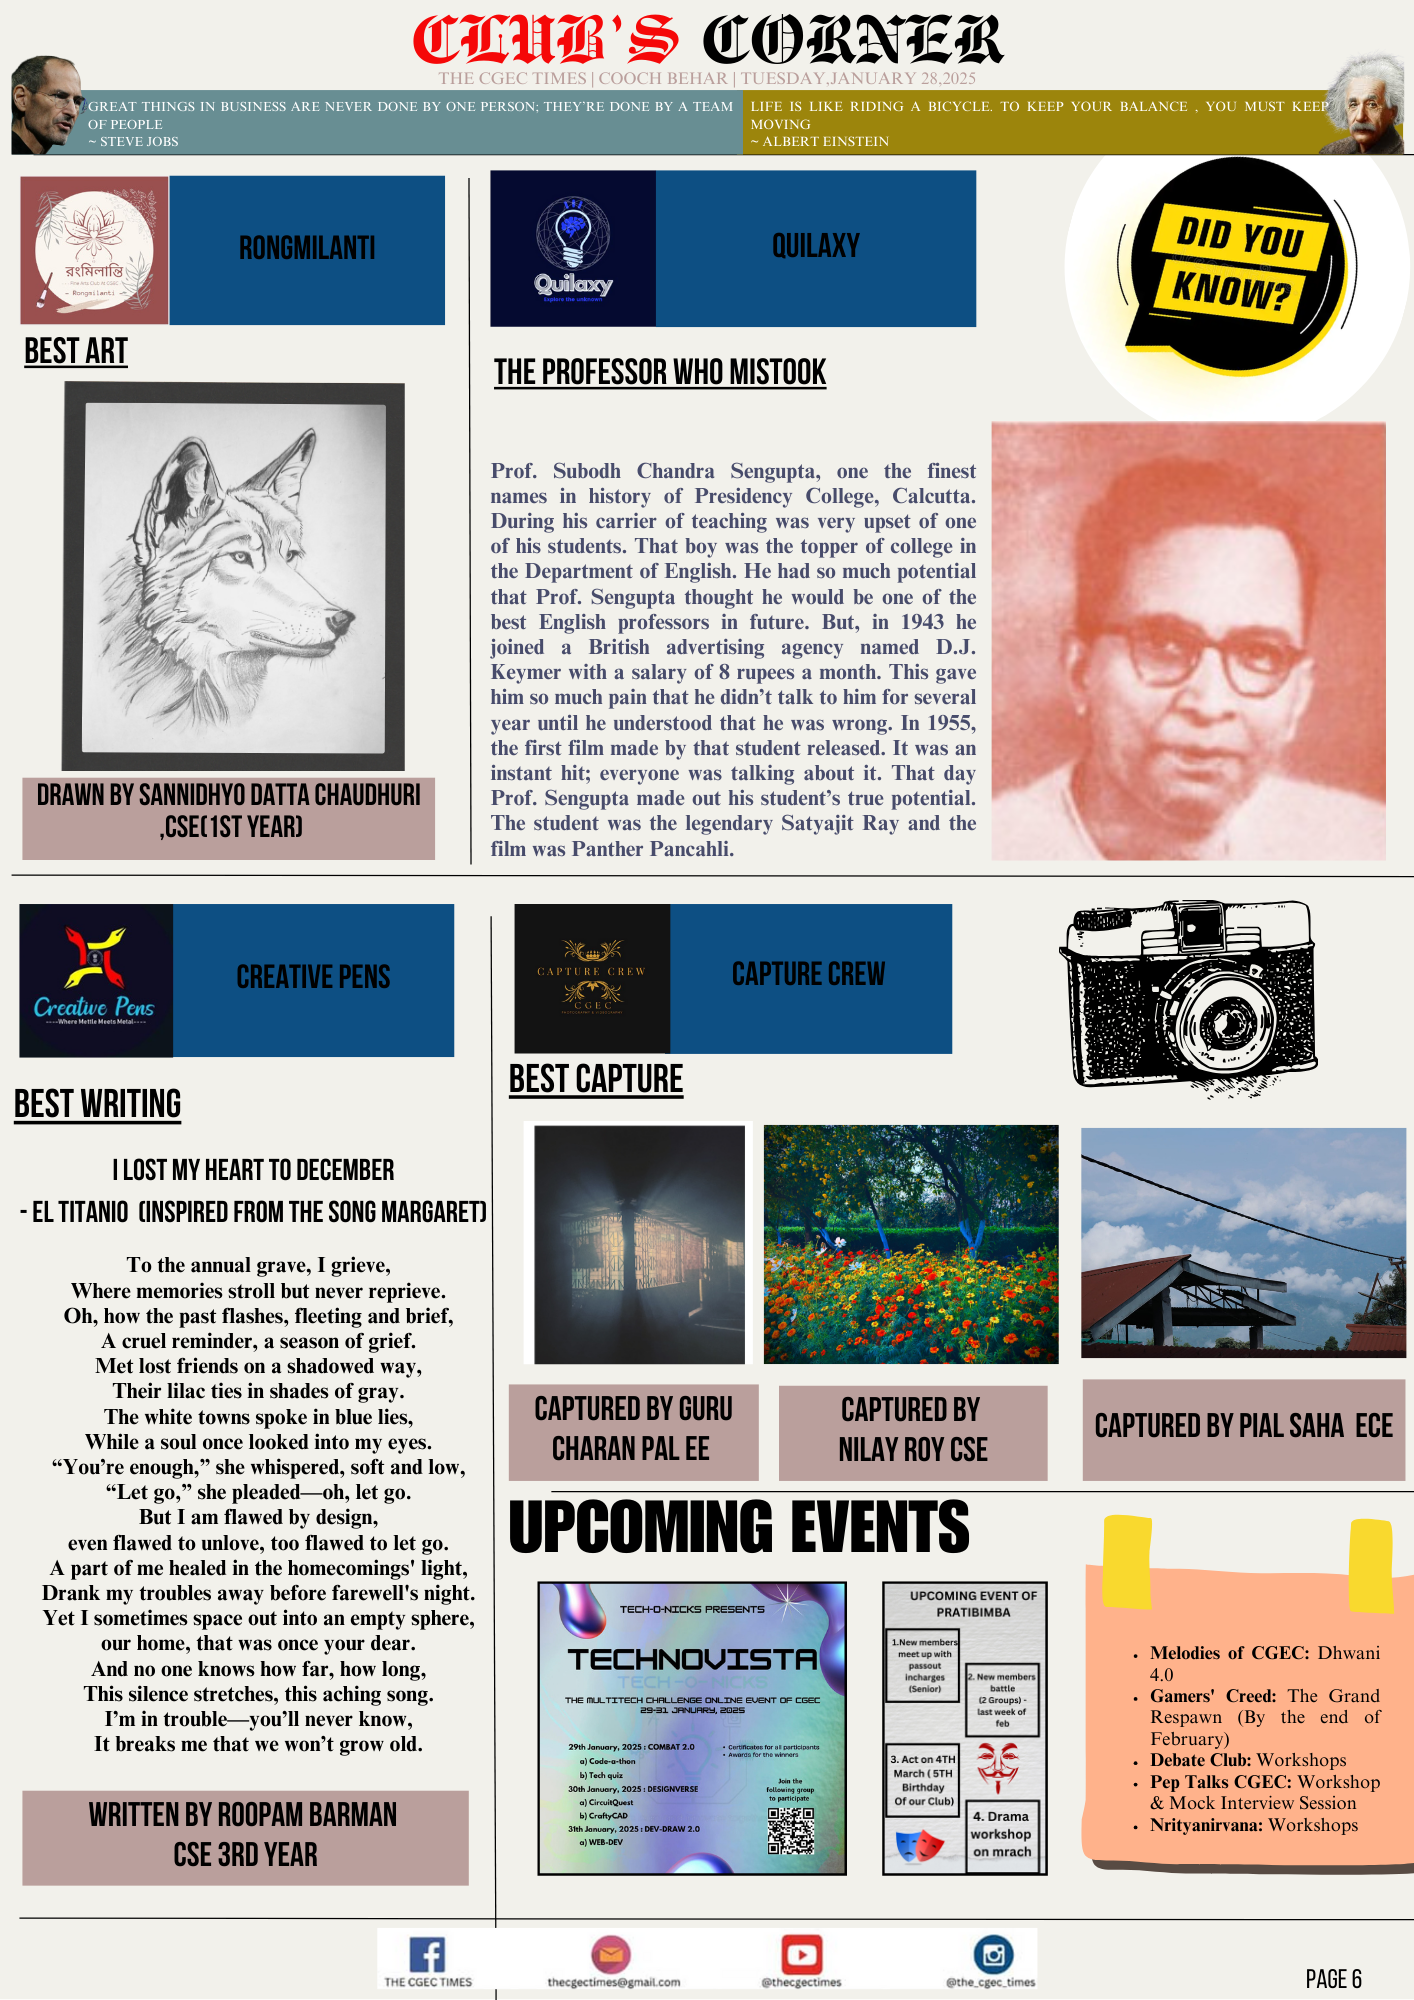 CLUB'S CORNER
THE CGEC TIMES | COOCH BEHAR | TUESDAY,JANUARY 28,2025
GREAT THINGS IN BUSINESS ARE NEVER DONE BY ONE PERSON; THEY'RE DONE BY A TEAM
OF PEOPLE
~ STEVE JOBS
LIFE IS LIKE RIDING A BICYCLE. TO KEEP YOUR BALANCE , YOU MUST KEEP
MOVING
~ ALBERT EINSTEIN
রংমিলান্তি
Fine Arts Club At CGEC
- Rongmilanti -
RONGMILANTI
BEST ART
DRAWN BY SANNIDHYO DATTA CHAUDHURI
,CSE(1ST YEAR)
Quilaxy
Explore the unknown
QUILAXY
DID YOU
KNOW?
THE PROFESSOR WHO MISTOOK
Prof. Subodh Chandra Sengupta, one the finest
names in history of Presidency College, Calcutta.
During his carrier of teaching was very upset of one
of his students. That boy was the topper of college in
the Department of English. He had so much potential
that Prof. Sengupta thought he would be one of the
best English professors in future. But, in 1943 he
joined a British advertising agency named D.J.
Keymer with a salary of 8 rupees a month. This gave
him so much pain that he didn't talk to him for several
year until he understood that he was wrong. In 1955,
the first film made by that student released. It was an
instant hit; everyone was talking about it. That day
Prof. Sengupta made out his student's true potential.
The student was the legendary Satyajit Ray and the
film was Panther Pancahli.
Creative Pens
----Where Mettle Meets Metal----
CREATIVE PENS
BEST WRITING
I LOST MY HEART TO DECEMBER
- EL TITANIO (INSPIRED FROM THE SONG MARGARET)
To the annual grave, I grieve,
Where memories stroll but never reprieve.
Oh, how the past flashes, fleeting and brief,
A cruel reminder, a season of grief.
Met lost friends on a shadowed way,
Their lilac ties in shades of gray.
The white towns spoke in blue lies,
While a soul once looked into my eyes.
“You're enough,” she whispered, soft and low,
“Let go,” she pleaded—oh, let go.
But I am flawed by design,
even flawed to unlove, too flawed to let go.
A part of me healed in the homecomings' light,
Drank my troubles away before farewell's night.
Yet I sometimes space out into an empty sphere,
our home, that was once your dear.
And no one knows how far, how long,
This silence stretches, this aching song.
I'm in trouble—you'll never know,
It breaks me that we won't grow old.
WRITTEN BY ROOPAM BARMAN
CSE 3RD YEAR
CAPTURE CREW
CGEC
PHOTOGRAPHY & VIDEOGRAPHY
CAPTURE CREW
BEST CAPTURE
CAPTURED BY GURU
CHARAN PAL EE
CAPTURED BY
NILAY ROY CSE
CAPTURED BY PIAL SAHA ECE
UPCOMING EVENTS
TECH-O-NICKS PRESENTS
TECHNOVISTA
TECH-O-NICKS
THE MULTITECH CHALLENGE ONLINE EVENT OF CGEC
29-31 JANUARY, 2025
29th January, 2025 : COMBAT 2.0
a) Code-a-thon
b) Tech quiz
30th January, 2025 : DESIGNVERSE
a) CircuitQuest
b) CraftyCAD
31th January, 2025 : DEV-DRAW 2.0
a) WEB-DEV
• Certificates for all participants
• Awards for the winners
Join the
following group
to participate
UPCOMING EVENT OF
PRATIBIMBA
1.New members
meet up with
passout
incharges
(Senior)
2. New members
battle
(2 Groups) -
last week of
feb
3. Act on 4TH
March ( 5TH
Birthday
Of our Club)
4. Drama
workshop
on mrach
• Melodies of CGEC: Dhwani
4.0
• Gamers' Creed: The Grand
Respawn (By the end of
February)
• Debate Club: Workshops
• Pep Talks CGEC: Workshop
& Mock Interview Session
• Nrityanirvana: Workshops
THE CGEC TIMES
thecgectimes@gmail.com
@thecgectimes
@the_cgec_times
PAGE 6